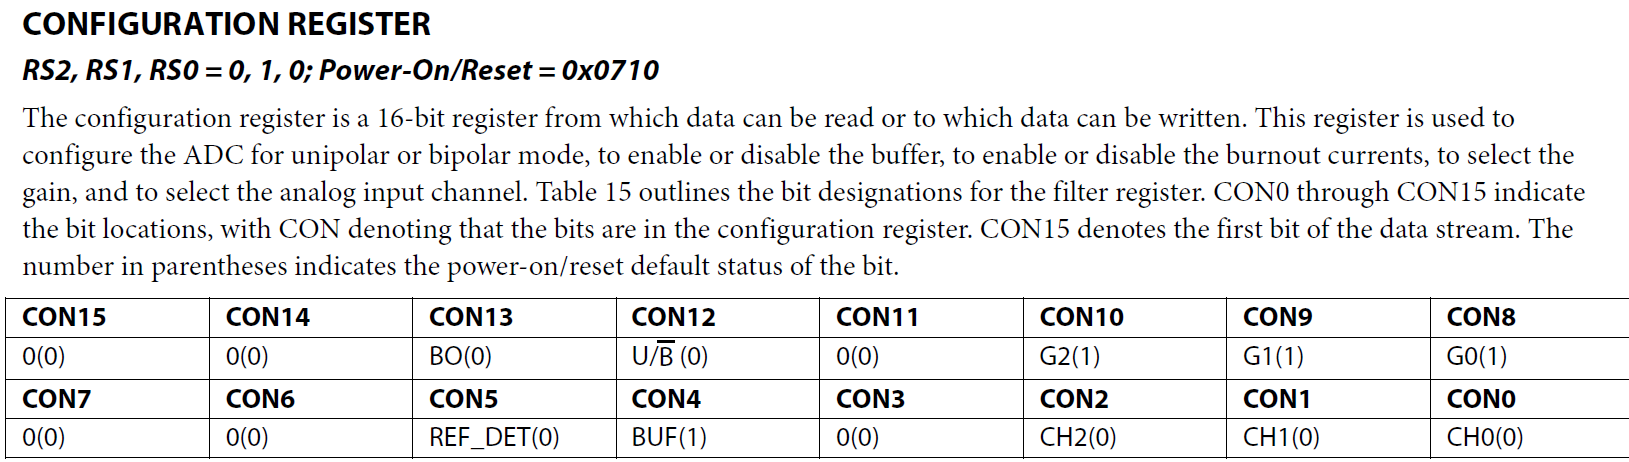 CONFIGURATION REGISTER
RS2, RS1, RS0 = 0, 1, 0; Power-On/Reset = 0x0710
The configuration register is a 16-bit register from which data can be read or to which data can be written. This register is used to
configure the ADC for unipolar or bipolar mode, to enable or disable the buffer, to enable or disable the burnout currents, to select the
gain, and to select the analog input channel. Table 15 outlines the bit designations for the filter register. CON0 through CON15 indicate
the bit locations, with CON denoting that the bits are in the configuration register. CON15 denotes the first bit of the data stream. The
number in parentheses indicates the power-on/reset default status of the bit.
CON15 CON14 CON13 CON12 CON11 CON10 CON9 CON8
0(0) 0(0) BO(0) U/B̅ (0) 0(0) G2(1) G1(1) G0(1)
CON7 CON6 CON5 CON4 CON3 CON2 CON1 CON0
0(0) 0(0) REF_DET(0) BUF(1) 0(0) CH2(0) CH1(0) CH0(0)